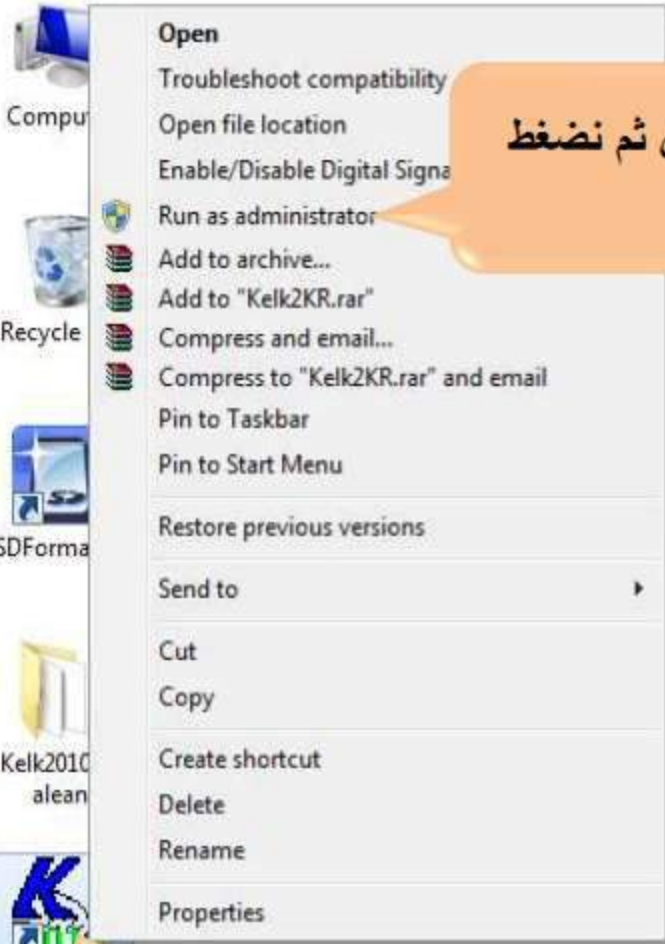 Open
Troubleshoot compatibility
Open file location
Enable/Disable Digital Signa
Run as administrator
Add to archive...
Add to "Kelk2KR.rar"
Compress and email...
Compress to "Kelk2KR.rar" and email
Pin to Taskbar
Pin to Start Menu
Restore previous versions
Send to
Cut
Copy
Create shortcut
Delete
Rename
Properties
ثم نضغط
Compu
Recycle
SDForma
Kelk2010
alean